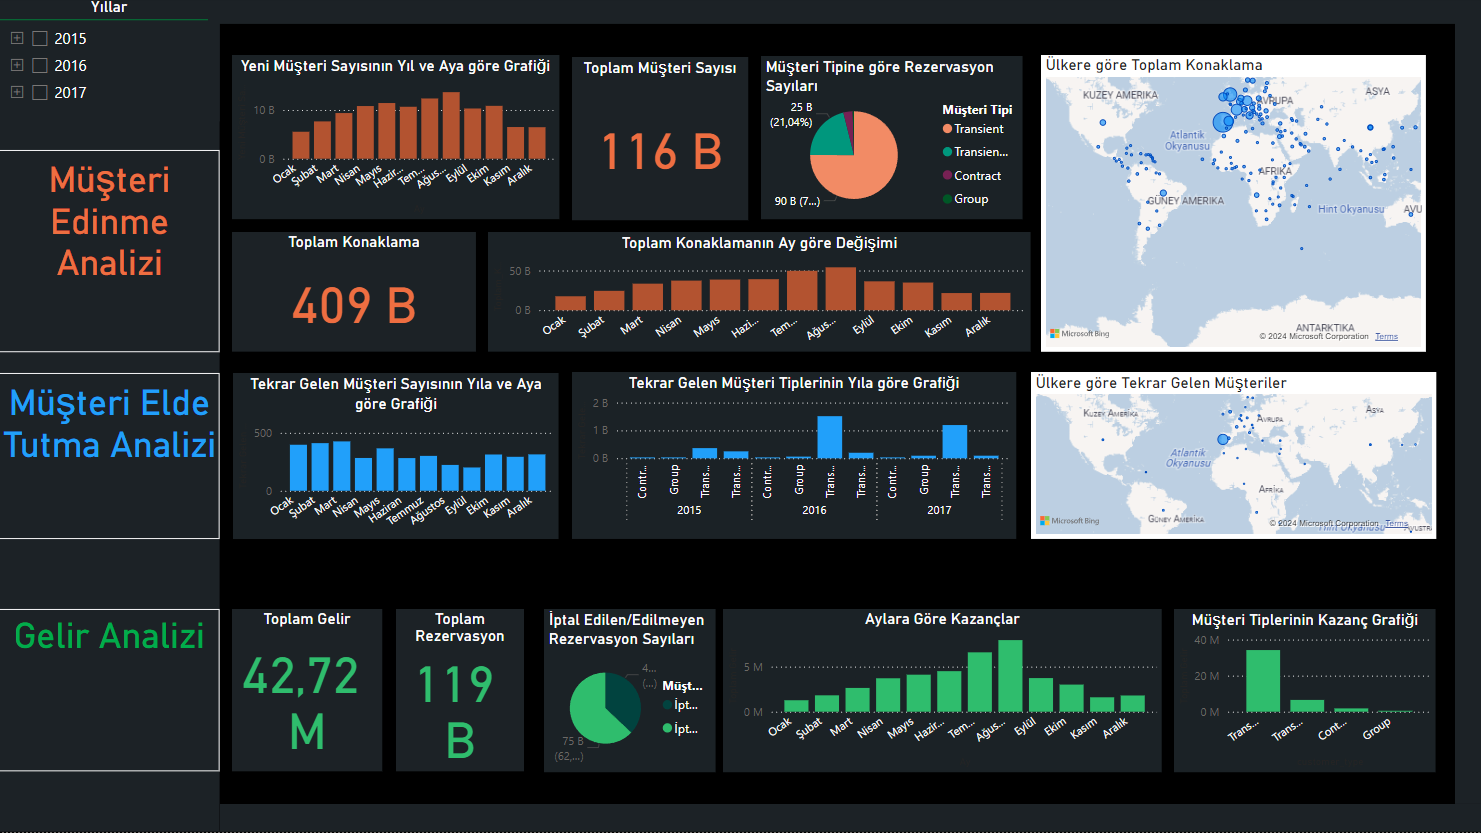 Yıllar
2015
2016
2017
Müşteri
Edinme
Analizi
Müşteri Elde
Tutma Analizi
Gelir Analizi
Yeni Müşteri Sayısının Yıl ve Aya göre Grafiği
10 B
0 B
Ocak
Şubat
Mart
Nisan
Mayıs
Hazir...
Tem...
Ağus...
Eylül
Ekim
Kasım
Aralık
Toplam Müşteri Sayısı
116 B
Müşteri Tipine göre Rezervasyon
Sayıları
25 B
(21,04%)
90 B (7...)
Müşteri Tipi
Transient
Transien...
Contract
Group
Ülkere göre Toplam Konaklama
KUZEY AMERIKA
AVRUPA
ASYA
Atlantik
Okyanusu
AFRIKA
GÜNEY AMERIKA
Hint Okyanusu
AVU
ANTARKTIKA
Microsoft Bing
© 2024 Microsoft Corporation
Terms
Toplam Konaklama
409 B
Toplam Konaklamanın Ay göre Değişimi
50 B
0 B
Ocak
Şubat
Mart
Nisan
Mayıs
Hazi...
Tem...
Ağus...
Eylül
Ekim
Kasım
Aralık
Tekrar Gelen Müşteri Sayısının Yıla ve Aya
göre Grafiği
500
0
Ocak
Şubat
Mart
Nisan
Mayıs
Haziran
Temmuz
Ağustos
Eylül
Ekim
Kasım
Aralık
Tekrar Gelen Müşteri Tiplerinin Yıla göre Grafiği
2 B
1 B
0 B
Contr...
Group
Trans...
Trans...
Contr...
Group
Trans...
Trans...
Contr...
Group
Trans...
Trans...
2015
2016
2017
Ülkere göre Tekrar Gelen Müşteriler
KUZEY AMERIKA
AVRUPA
ASYA
Atlantik
Okyanusu
AFRIKA
GÜNEY AMERIKA
Hint Okyanusu
AVUSTRA
Microsoft Bing
© 2024 Microsoft Corporation
Terms
Toplam Gelir
42,72
M
Toplam
Rezervasyon
119
B
İptal Edilen/Edilmeyen
Rezervasyon Sayıları
4...
(...)
75 B
(62,...)
Müşt...
İpt...
İpt...
Aylara Göre Kazançlar
5 M
0 M
Ocak
Şubat
Mart
Nisan
Mayıs
Hazir...
Tem...
Ağus...
Eylül
Ekim
Kasım
Aralık
Müşteri Tiplerinin Kazanç Grafiği
40 M
20 M
0 M
Trans...
Trans...
Cont...
Group